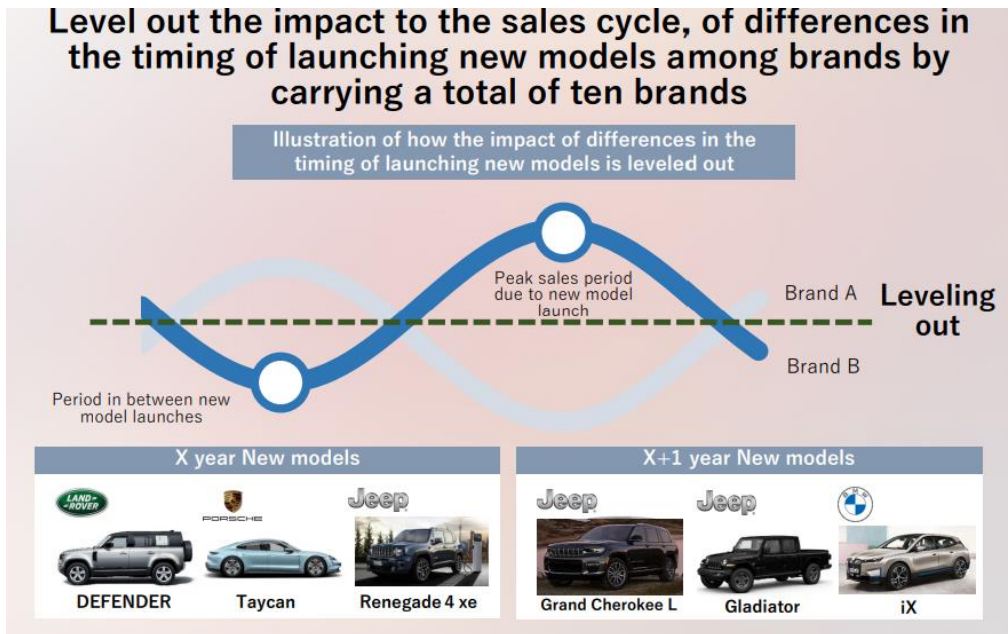 Level out the impact to the sales cycle, of differences in
the timing of launching new models among brands by
carrying a total of ten brands
Illustration of how the impact of differences in the
timing of launching new models is leveled out
Peak sales period
due to new model
launch
Brand A
Leveling
out
Brand B
Period in between new
model launches
X year New models
X+1 year New models
LAND-
ROVER
PORSCHE
Jeep
Jeep
Jeep
BMW
DEFENDER
Taycan
Renegade 4 xe
Grand Cherokee L
Gladiator
iX